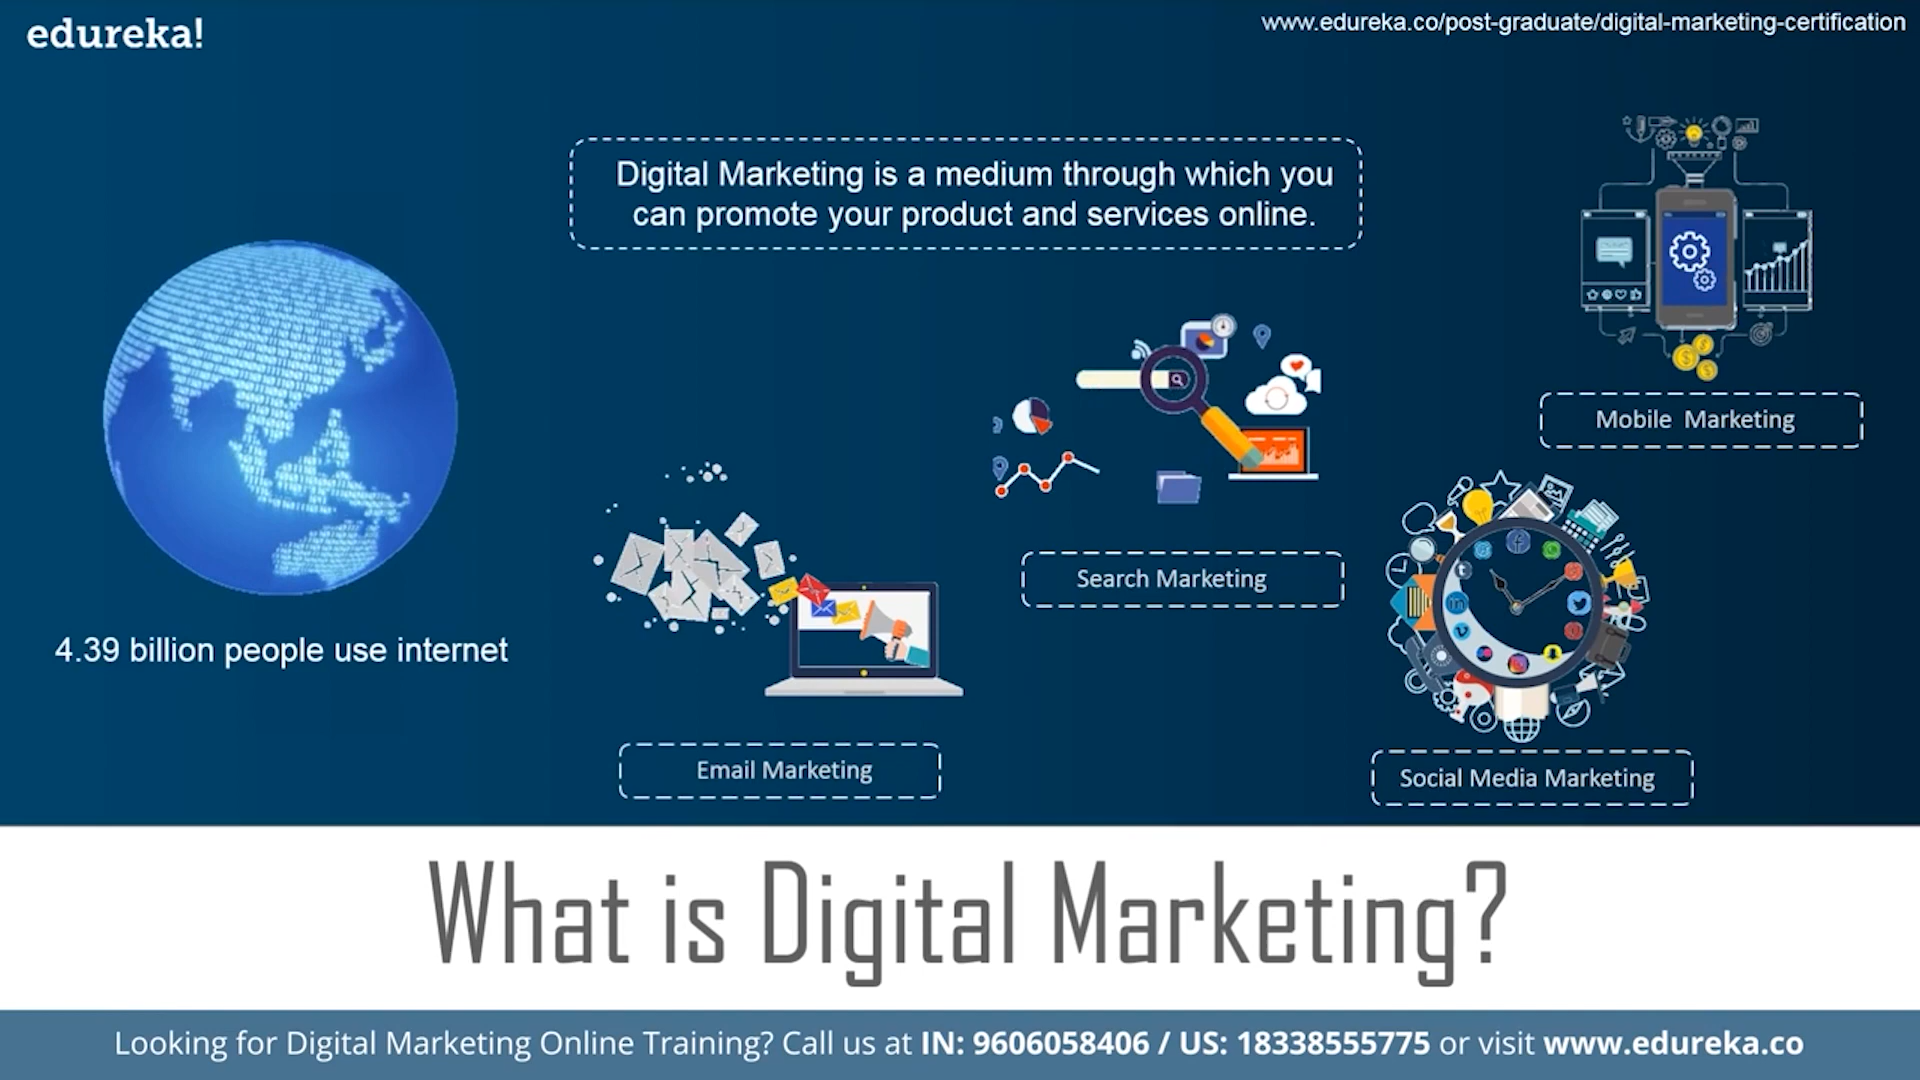 edureka!
www.edureka.co/post-graduate/digital-marketing-certification
Digital Marketing is a medium through which you
can promote your product and services online.
4.39 billion people use internet
Mobile Marketing
Search Marketing
Email Marketing
Social Media Marketing
What is Digital Marketing?
Looking for Digital Marketing Online Training? Call us at IN: 9606058406 / US: 18338555775 or visit www.edureka.co